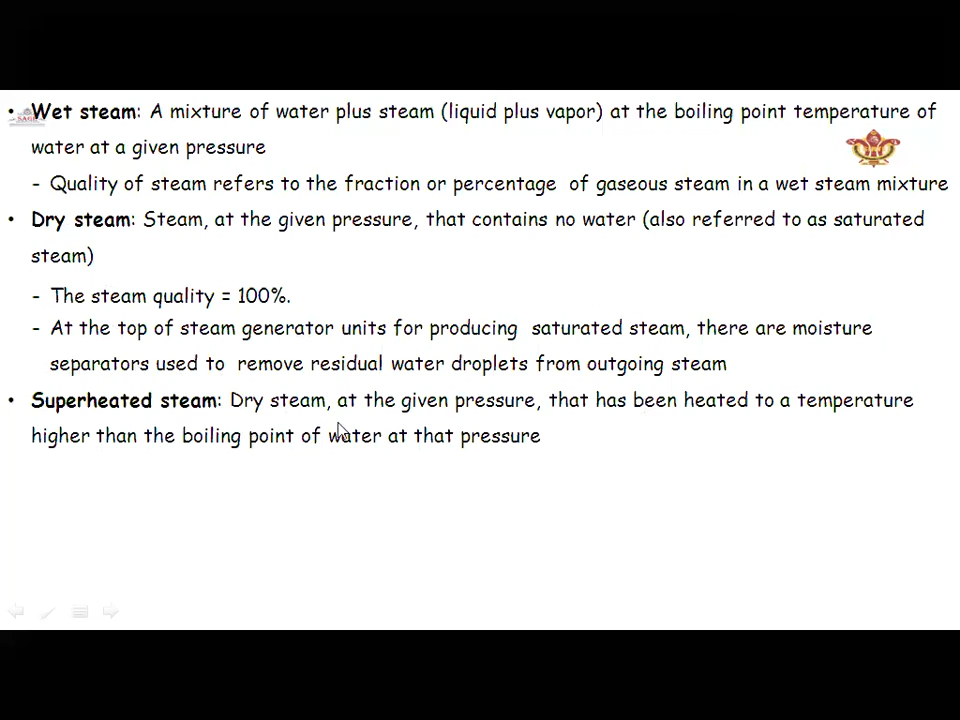 • Wet steam: A mixture of water plus steam (liquid plus vapor) at the boiling point temperature of
water at a given pressure
- Quality of steam refers to the fraction or percentage of gaseous steam in a wet steam mixture
• Dry steam: Steam, at the given pressure, that contains no water (also referred to as saturated
steam)
- The steam quality = 100%.
- At the top of steam generator units for producing saturated steam, there are moisture
separators used to remove residual water droplets from outgoing steam
• Superheated steam: Dry steam, at the given pressure, that has been heated to a temperature
higher than the boiling point of water at that pressure